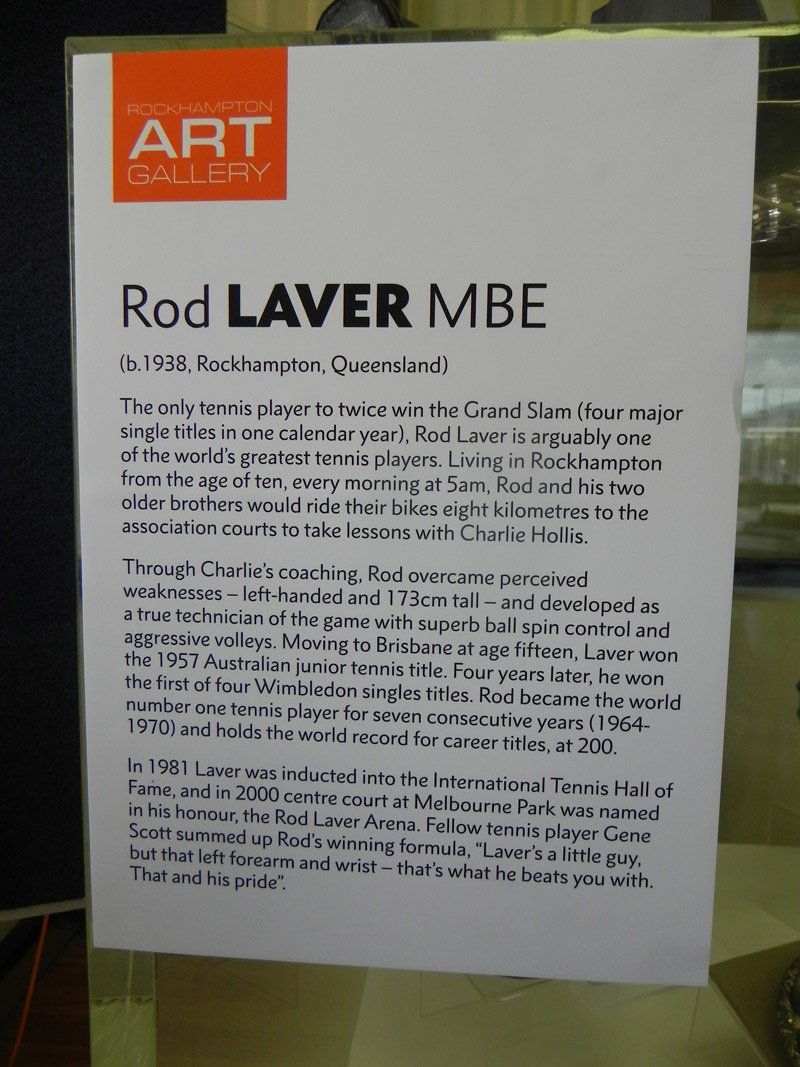 ROCKHAMPTON
ART
GALLERY
Rod LAVER MBE
(b.1938, Rockhampton, Queensland)
The only tennis player to twice win the Grand Slam (four major
single titles in one calendar year), Rod Laver is arguably one
of the world's greatest tennis players. Living in Rockhampton
from the age of ten, every morning at 5am, Rod and his two
older brothers would ride their bikes eight kilometres to the
association courts to take lessons with Charlie Hollis.
Through Charlie's coaching, Rod overcame perceived
weaknesses – left-handed and 173cm tall – and developed as
a true technician of the game with superb ball spin control and
aggressive volleys. Moving to Brisbane at age fifteen, Laver won
the 1957 Australian junior tennis title. Four years later, he won
the first of four Wimbledon singles titles. Rod became the world
number one tennis player for seven consecutive years (1964-
1970) and holds the world record for career titles, at 200.
In 1981 Laver was inducted into the International Tennis Hall of
Fame, and in 2000 centre court at Melbourne Park was named
in his honour, the Rod Laver Arena. Fellow tennis player Gene
Scott summed up Rod's winning formula, “Laver's a little guy,
but that left forearm and wrist – that's what he beats you with.
That and his pride”.